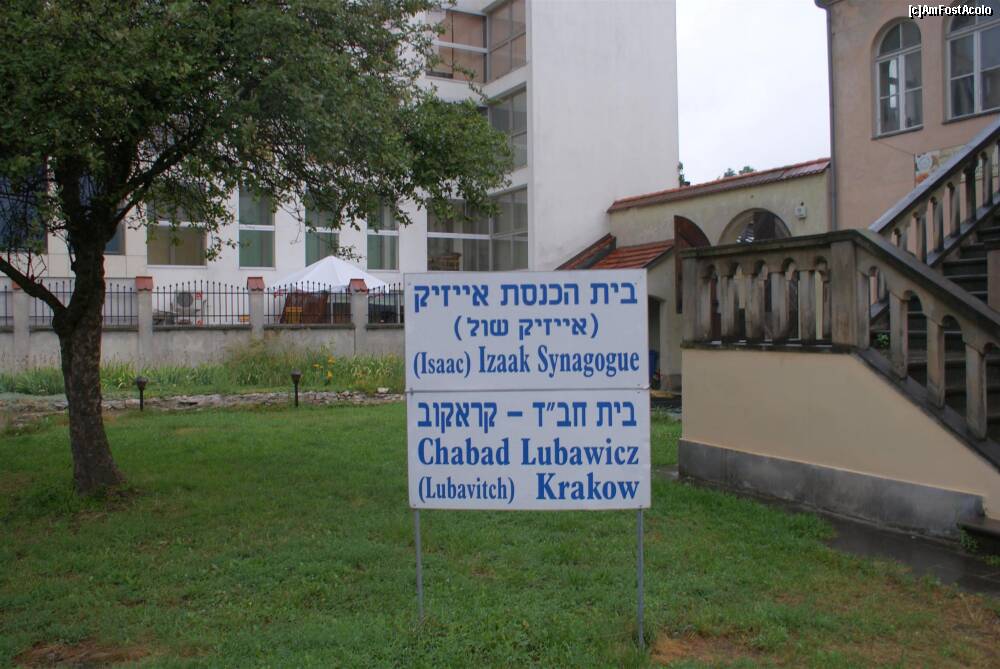 [c]AmFostAcolo
בית הכנסת אייזיק
(אייזיק שול)
(Isaac) Izaak Synagogue
בית חב"ד – קראקוב
Chabad Lubawicz
(Lubavitch) Krakow